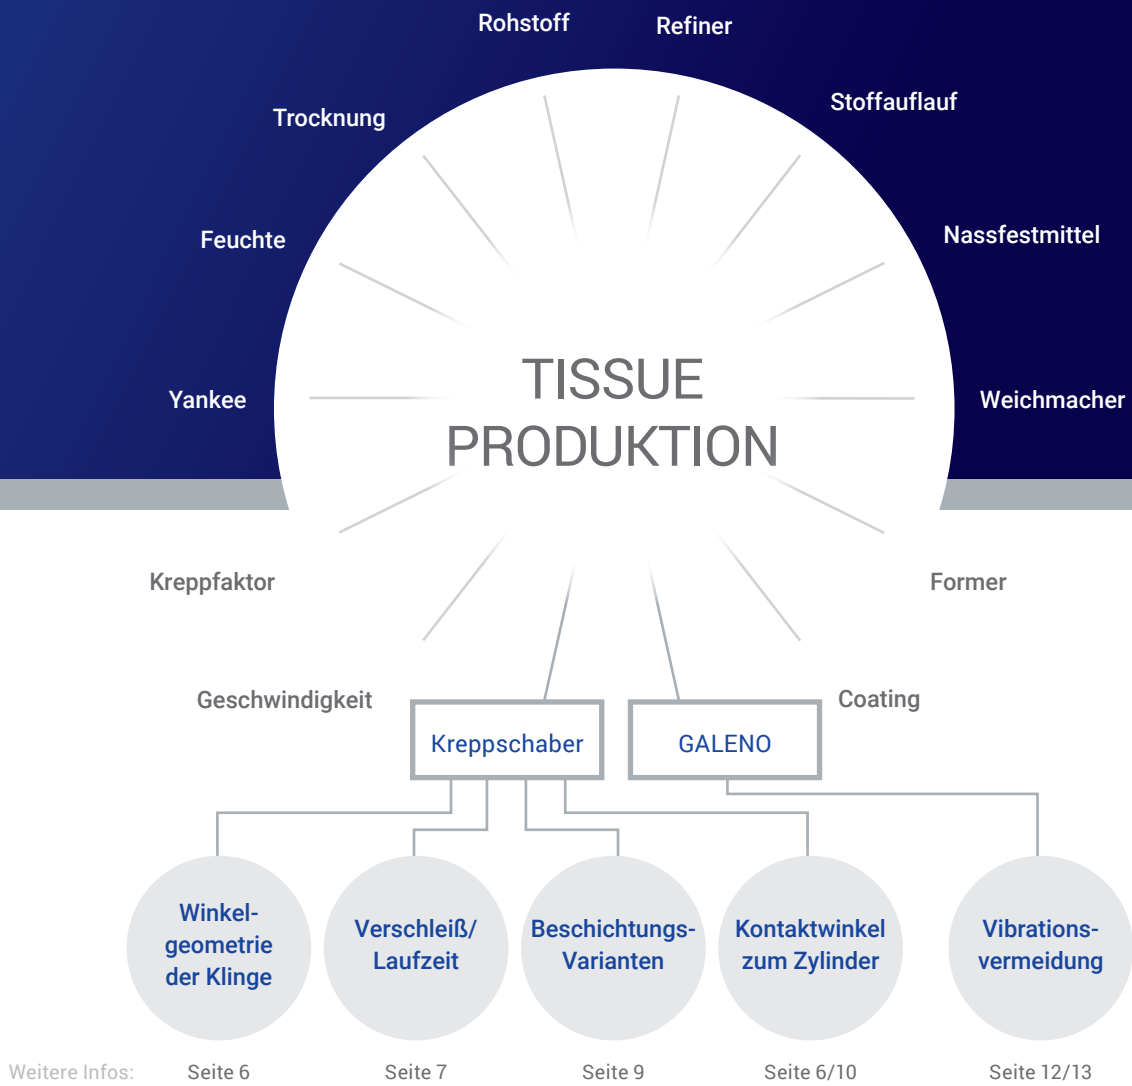 Rohstoff
Refiner
Trocknung
Stoffauflauf
Feuchte
Nassfestmittel
TISSUE
PRODUKTION
Yankee
Weichmacher
Kreppfaktor
Former
Geschwindigkeit
Coating
Kreppschaber
GALENO
Winkel-
geometrie
der Klinge
Verschleiß/
Laufzeit
Beschichtungs-
Varianten
Kontaktwinkel
zum Zylinder
Vibrations-
vermeidung
Weitere Infos:
Seite 6
Seite 7
Seite 9
Seite 6/10
Seite 12/13